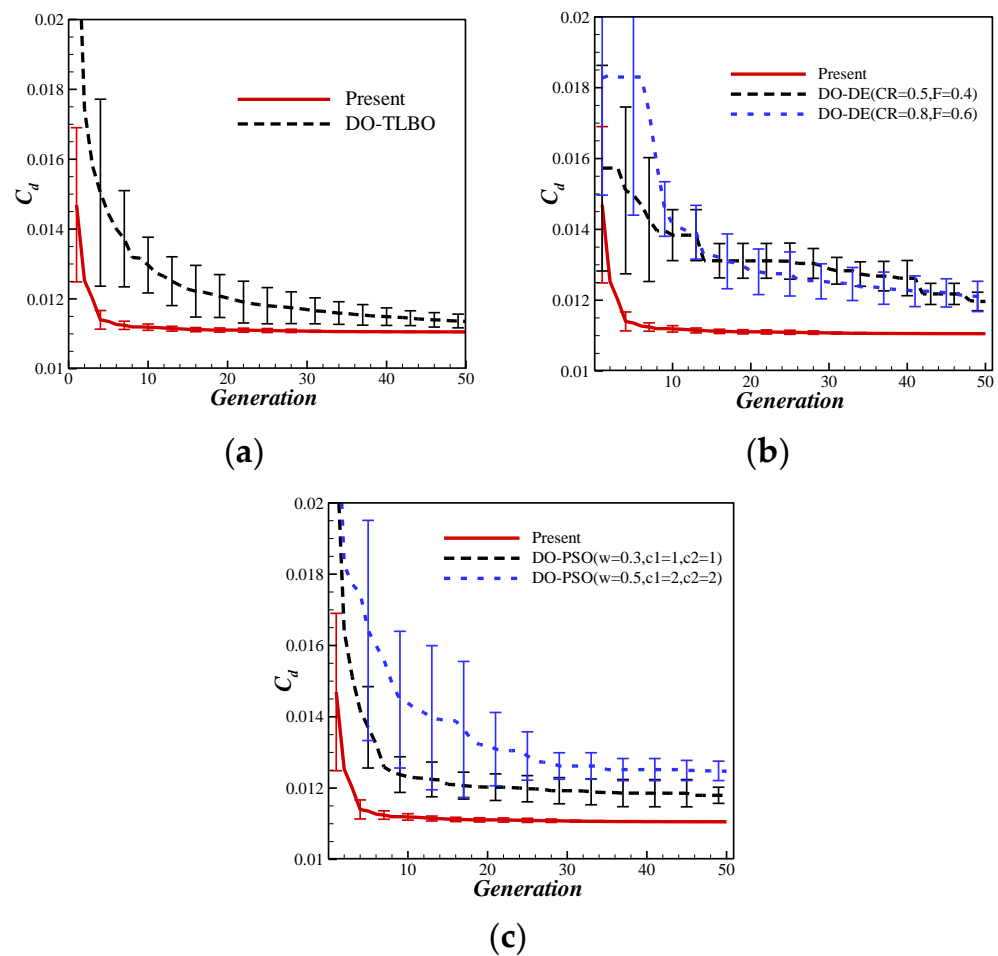 0.02
0.018
0.016
0.014
0.012
0.01
C_d
Present
DO-TLBO
0 10 20 30 40 50
Generation
(a)
0.02
0.018
0.016
0.014
0.012
0.01
C_d
Present
DO-DE(CR=0.5,F=0.4)
DO-DE(CR=0.8,F=0.6)
10 20 30 40 50
Generation
(b)
0.02
0.018
0.016
0.014
0.012
0.01
C_d
Present
DO-PSO(w=0.3,c1=1,c2=1)
DO-PSO(w=0.5,c1=2,c2=2)
10 20 30 40 50
Generation
(c)